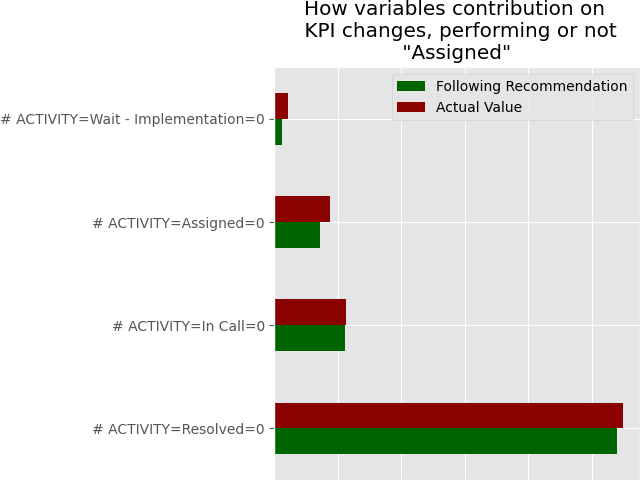 How variables contribution on
KPI changes, performing or not
"Assigned"
Following Recommendation
Actual Value
# ACTIVITY=Wait - Implementation=0
# ACTIVITY=Assigned=0
# ACTIVITY=In Call=0
# ACTIVITY=Resolved=0